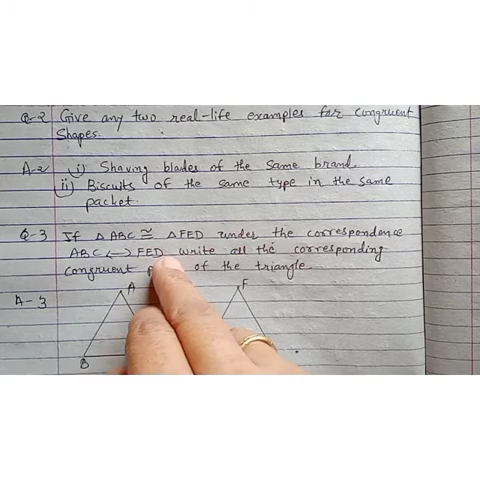 Q-2 Give any two real-life examples for congruent
Shapes.
A-2 (i) Shaving blades of the same brand.
ii) Biscuits of the same type in the same
packet.
Q-3 If △ ABC ≅ △ FED under the correspondence
ABC ⟷ FED write all the corresponding
congruent of the triangle.
A-3
A F
B